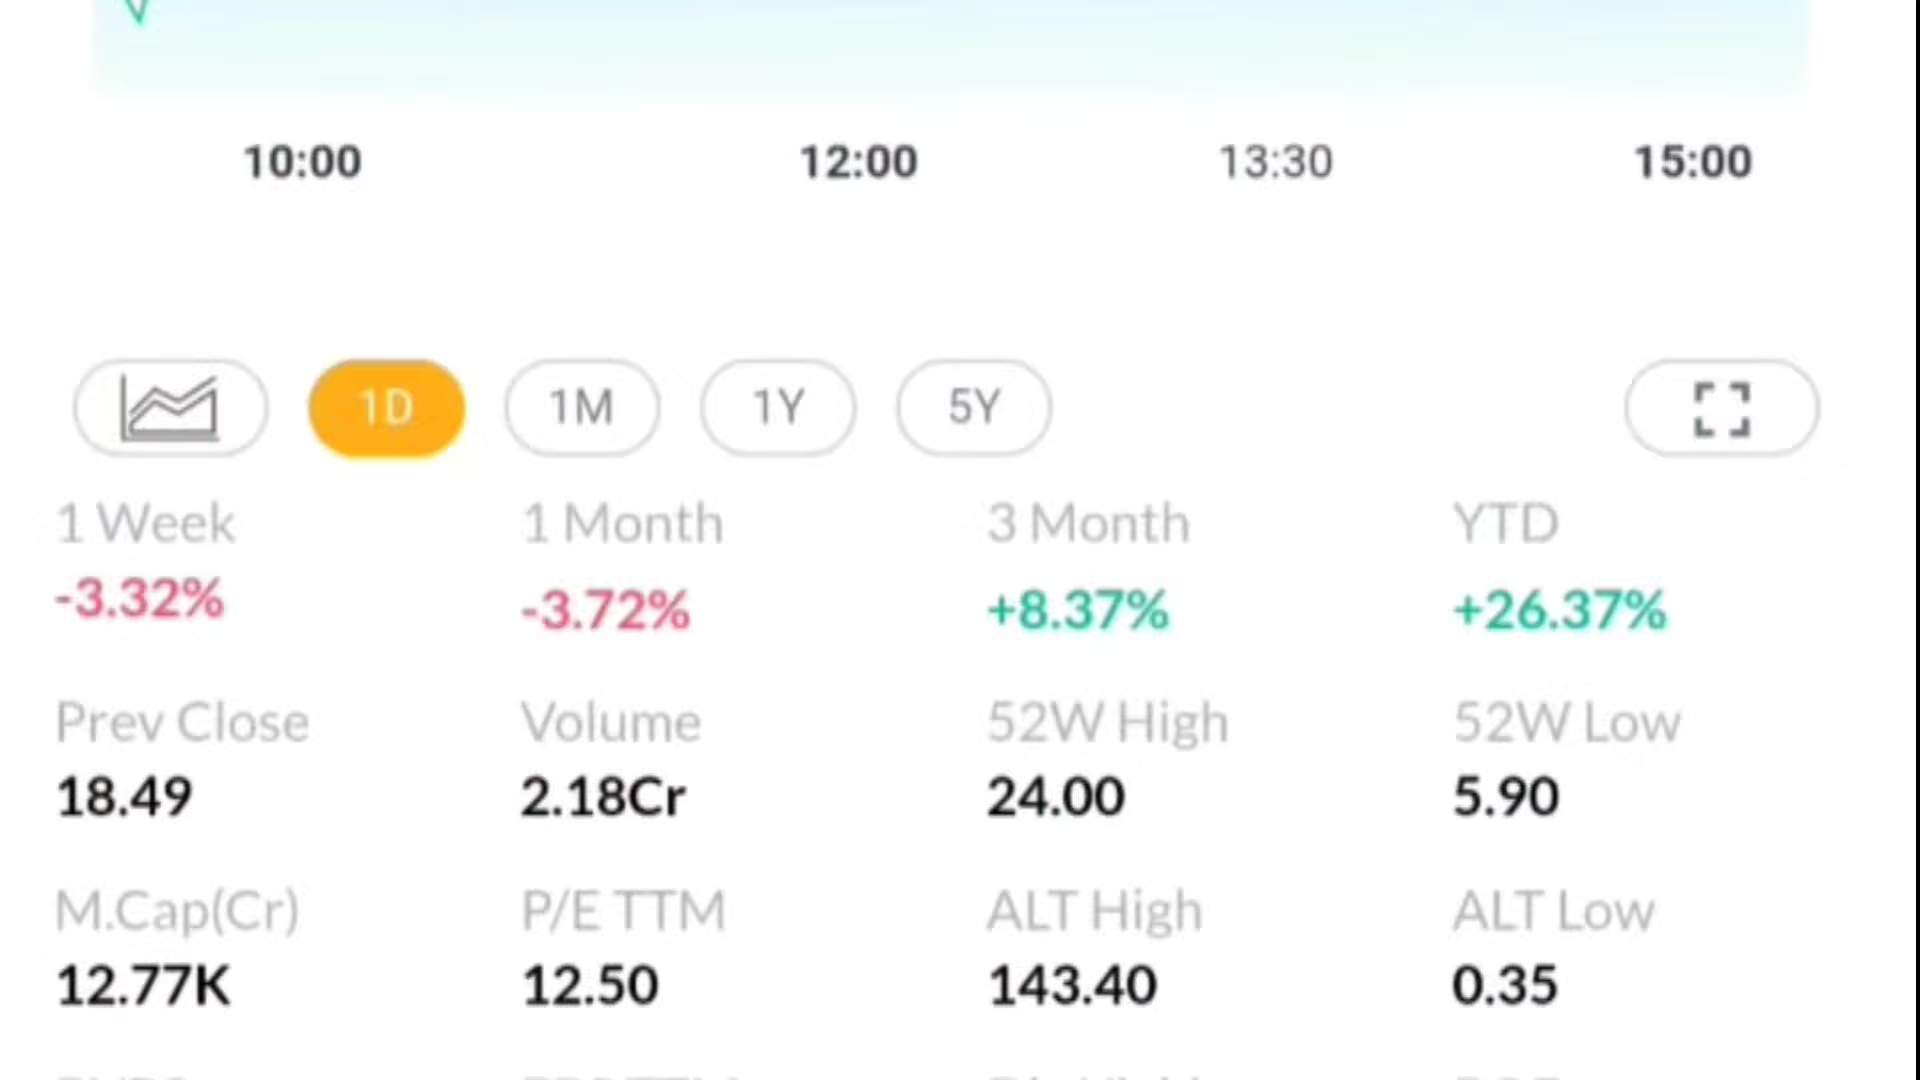 10:00 12:00 13:30 15:00
1D 1M 1Y 5Y
1 Week 1 Month 3 Month YTD
-3.32% -3.72% +8.37% +26.37%
Prev Close Volume 52W High 52W Low
18.49 2.18Cr 24.00 5.90
M.Cap(Cr) P/E TTM ALT High ALT Low
12.77K 12.50 143.40 0.35